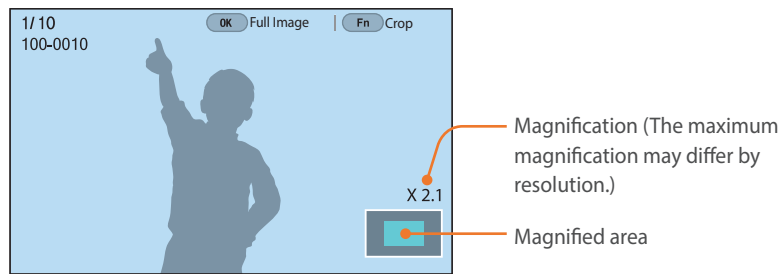 1/10
OK Full Image | Fn Crop
100-0010
Magnification (The maximum
magnification may differ by
resolution.)
X 2.1
Magnified area